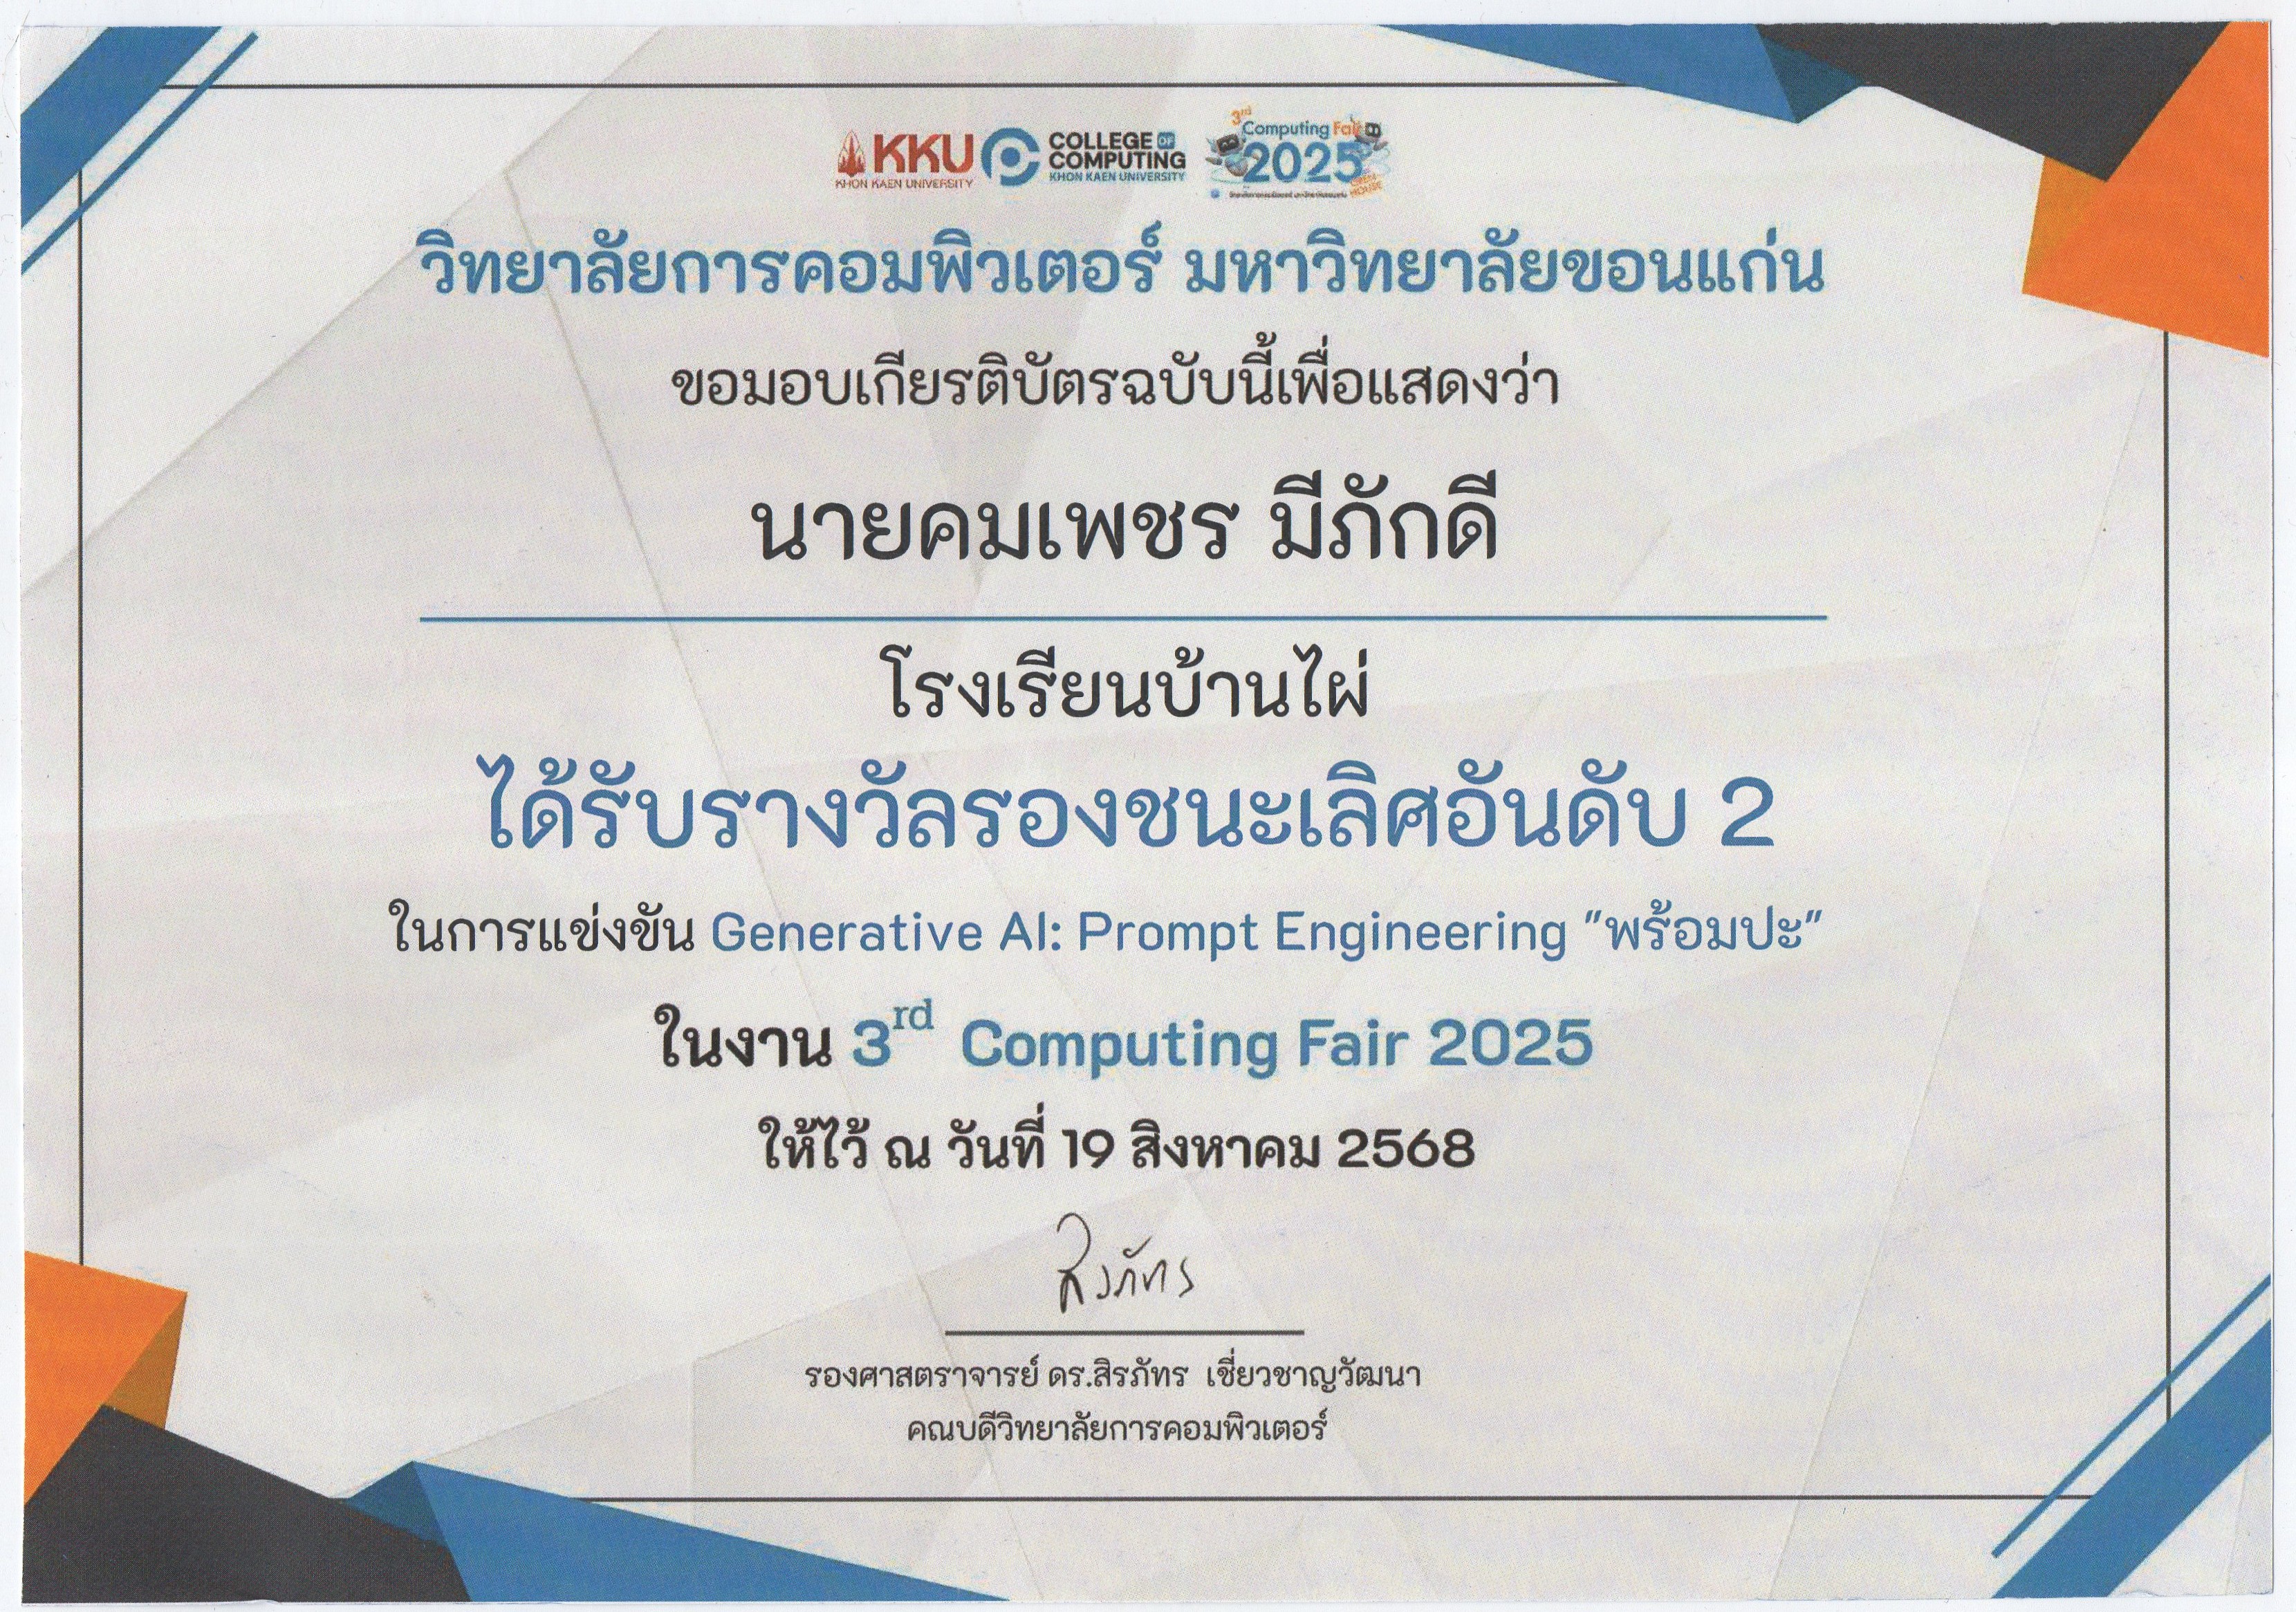 KKU
KHON KAEN UNIVERSITY
COLLEGE OF
COMPUTING
KHON KAEN UNIVERSITY
3rd
Computing Fair
2025
วิทยาลัยการคอมพิวเตอร์ มหาวิทยาลัยขอนแก่น
ขอมอบเกียรติบัตรฉบับนี้เพื่อแสดงว่า
นายคมเพชร มีภักดี
โรงเรียนบ้านไผ่
ได้รับรางวัลรองชนะเลิศอันดับ 2
ในการแข่งขัน Generative AI: Prompt Engineering "พร้อมปะ"
ในงาน 3rd Computing Fair 2025
ให้ไว้ ณ วันที่ 19 สิงหาคม 2568
สิรภัทร
รองศาสตราจารย์ ดร.สิรภัทร เชี่ยวชาญวัฒนา
คณบดีวิทยาลัยการคอมพิวเตอร์